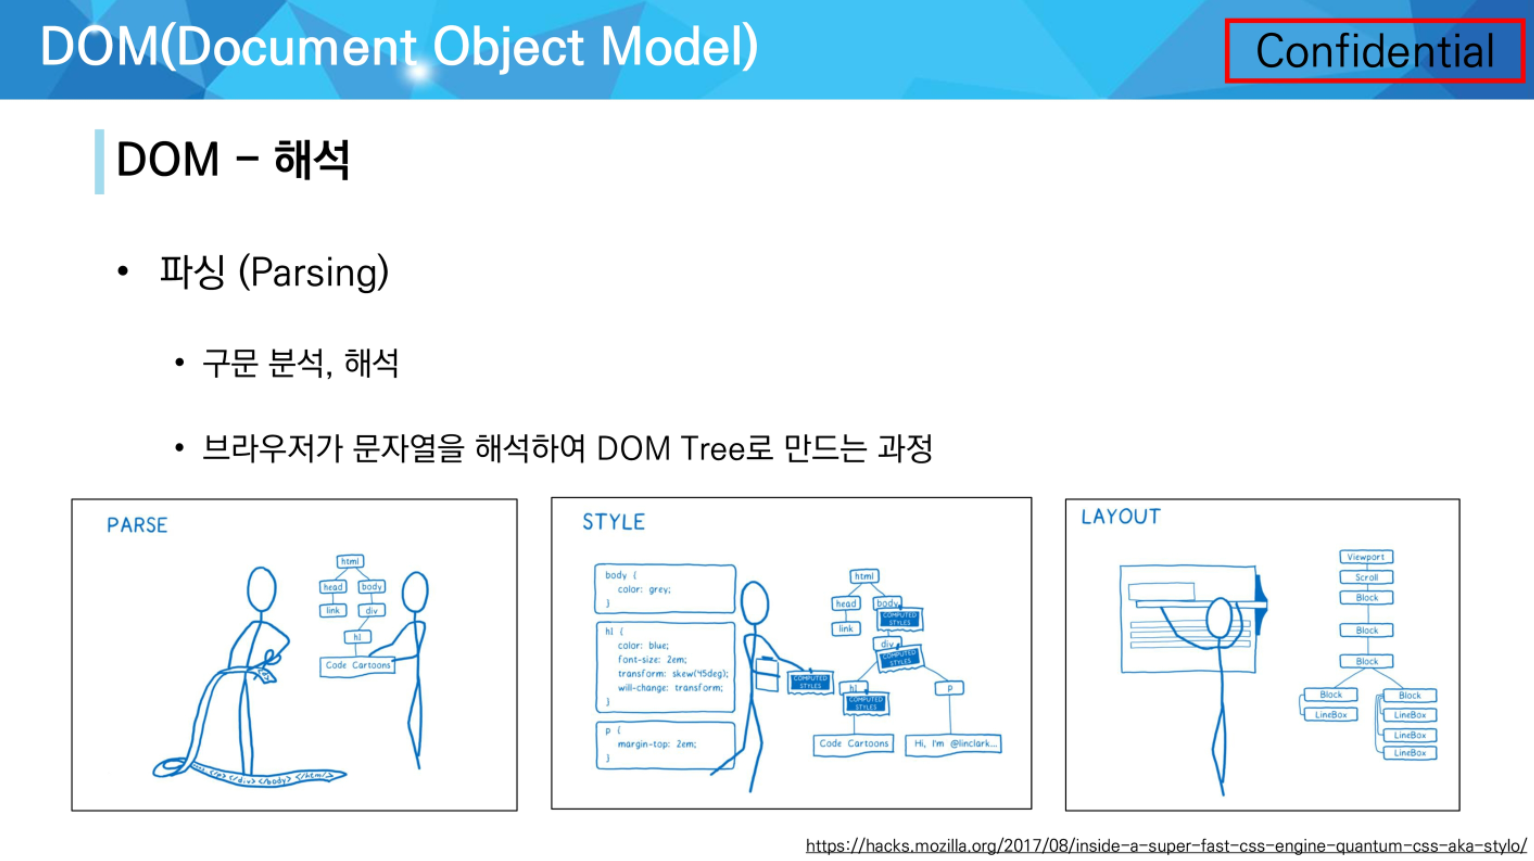 DOM(Document Object Model)
Confidential
DOM - 해석
• 파싱 (Parsing)
• 구문 분석, 해석
• 브라우저가 문자열을 해석하여 DOM Tree로 만드는 과정
PARSE
html
head body
link div
h1
Code Cartoons
</p></div></body></html>
STYLE
body {
color: grey;
}
h1 {
color: blue;
font-size: 2em;
transform: skew(45deg);
will-change: transform;
}
p {
margin-top: 2em;
}
html
head body
COMPUTED STYLES
link
div
COMPUTED STYLES
COMPUTED STYLES
h1
p
COMPUTED STYLES
Code Cartoons
Hi, I'm @linclark...
LAYOUT
Viewport
Scroll
Block
Block
Block
Block Block
LineBox LineBox
LineBox
LineBox
https://hacks.mozilla.org/2017/08/inside-a-super-fast-css-engine-quantum-css-aka-stylo/